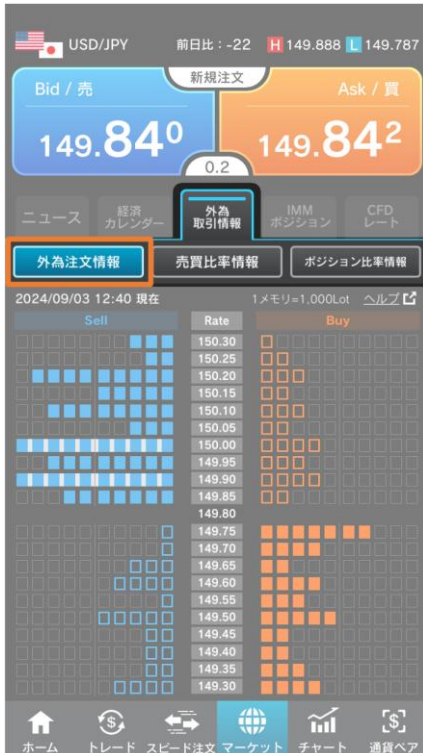 USD/JPY 前日比：-22 H 149.888 L 149.787
新規注文
Bid / 売 Ask / 買
149.840 149.842
0.2
ニュース 経済カレンダー 外為取引情報 IMMポジション CFDレート
外為注文情報 売買比率情報 ポジション比率情報
2024/09/03 12:40 現在 1メモリ=1,000Lot ヘルプ
Sell Rate Buy
150.30
150.25
150.20
150.15
150.10
150.05
150.00
149.95
149.90
149.85
149.80
149.75
149.70
149.65
149.60
149.55
149.50
149.45
149.40
149.35
149.30
ホーム トレード スピード注文 マーケット チャート 通貨ペア